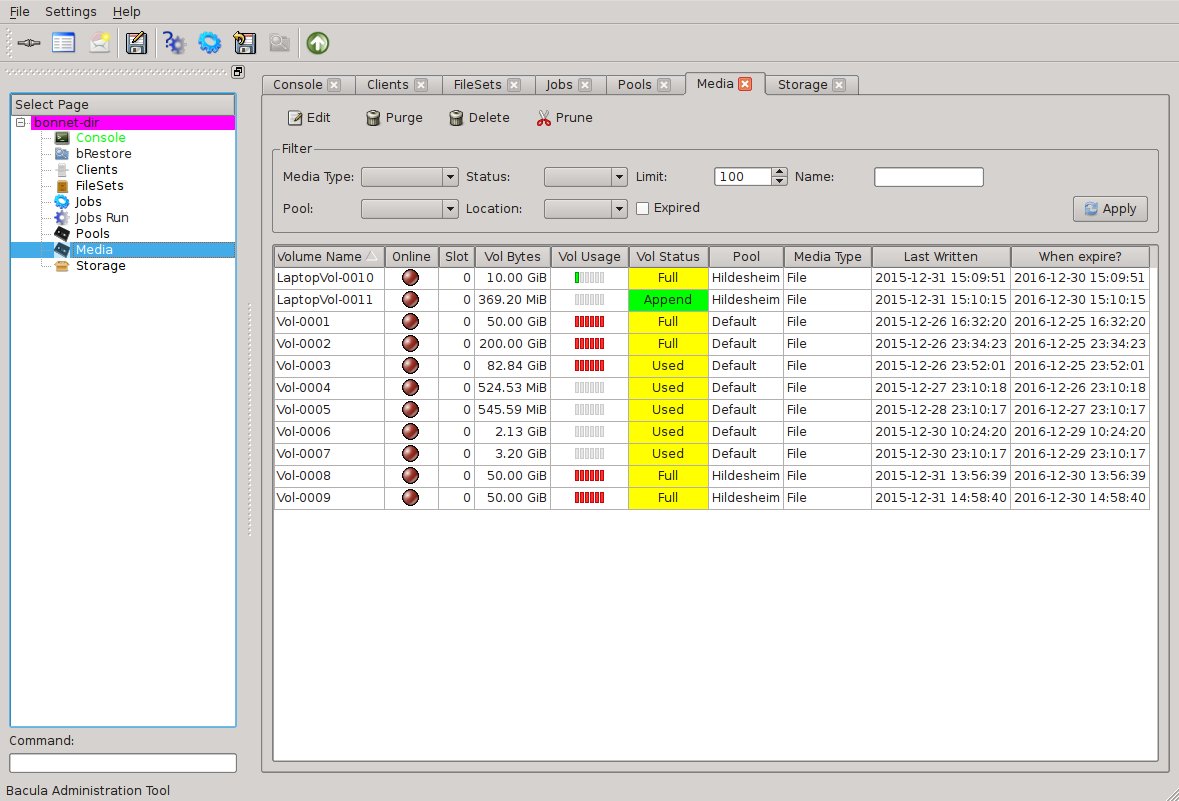 File Settings Help
Console Clients FileSets Jobs Pools Media Storage
Select Page
bonnet-dir
Console
bRestore
Clients
FileSets
Jobs
Jobs Run
Pools
Media
Storage
Edit Purge Delete Prune
Filter
Media Type: Status: Limit: 100 Name:
Pool: Location: Expired Apply
Volume Name Online Slot Vol Bytes Vol Usage Vol Status Pool Media Type Last Written When expire?
LaptopVol-0010 0 10.00 GiB Full Hildesheim File 2015-12-31 15:09:51 2016-12-30 15:09:51
LaptopVol-0011 0 369.20 MiB Append Hildesheim File 2015-12-31 15:10:15 2016-12-30 15:10:15
Vol-0001 0 50.00 GiB Full Default File 2015-12-26 16:32:20 2016-12-25 16:32:20
Vol-0002 0 200.00 GiB Full Default File 2015-12-26 23:34:23 2016-12-25 23:34:23
Vol-0003 0 82.84 GiB Used Default File 2015-12-26 23:52:01 2016-12-25 23:52:01
Vol-0004 0 524.53 MiB Used Default File 2015-12-27 23:10:18 2016-12-26 23:10:18
Vol-0005 0 545.59 MiB Used Default File 2015-12-28 23:10:17 2016-12-27 23:10:17
Vol-0006 0 2.13 GiB Used Default File 2015-12-30 10:24:20 2016-12-29 10:24:20
Vol-0007 0 3.20 GiB Used Default File 2015-12-30 23:10:17 2016-12-29 23:10:17
Vol-0008 0 50.00 GiB Full Hildesheim File 2015-12-31 13:56:39 2016-12-30 13:56:39
Vol-0009 0 50.00 GiB Full Hildesheim File 2015-12-31 14:58:40 2016-12-30 14:58:40
Command:
Bacula Administration Tool